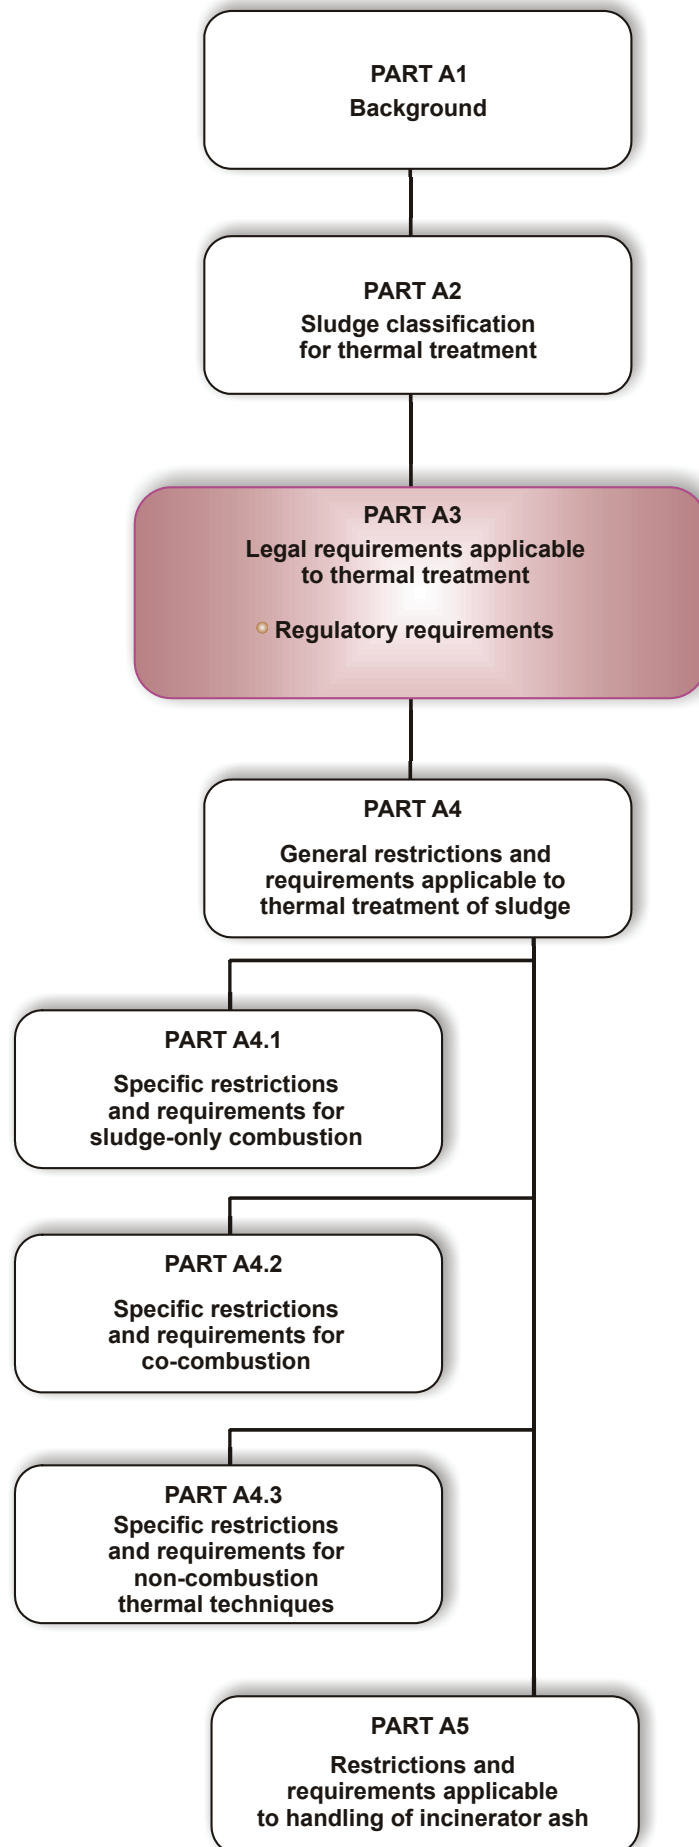 PART A1
Background
PART A2
Sludge classification
for thermal treatment
PART A3
Legal requirements applicable
to thermal treatment
Regulatory requirements
PART A4
General restrictions and
requirements applicable to
thermal treatment of sludge
PART A4.1
Specific restrictions
and requirements for
sludge-only combustion
PART A4.2
Specific restrictions
and requirements for
co-combustion
PART A4.3
Specific restrictions
and requirements for
non-combustion
thermal techniques
PART A5
Restrictions and
requirements applicable
to handling of incinerator ash